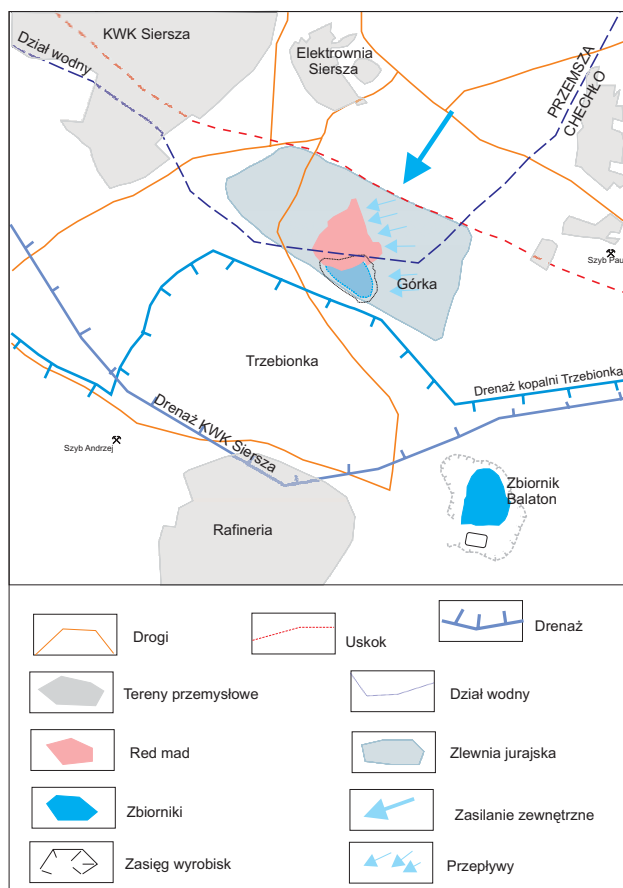 KWK Siersza
Dział wodny
Elektrownia
Siersza
PRZEMSZA
CHECHŁO
Szyb Pau
Górka
Trzebionka
Drenaż kopalni Trzebionka
Drenaż KWK Siersza
Szyb Andrzej
Zbiornik
Balaton
Rafineria
Drogi
Uskok
Drenaż
Tereny przemysłowe
Dział wodny
Red mad
Zlewnia jurajska
Zbiorniki
Zasilanie zewnętrzne
Zasięg wyrobisk
Przepływy